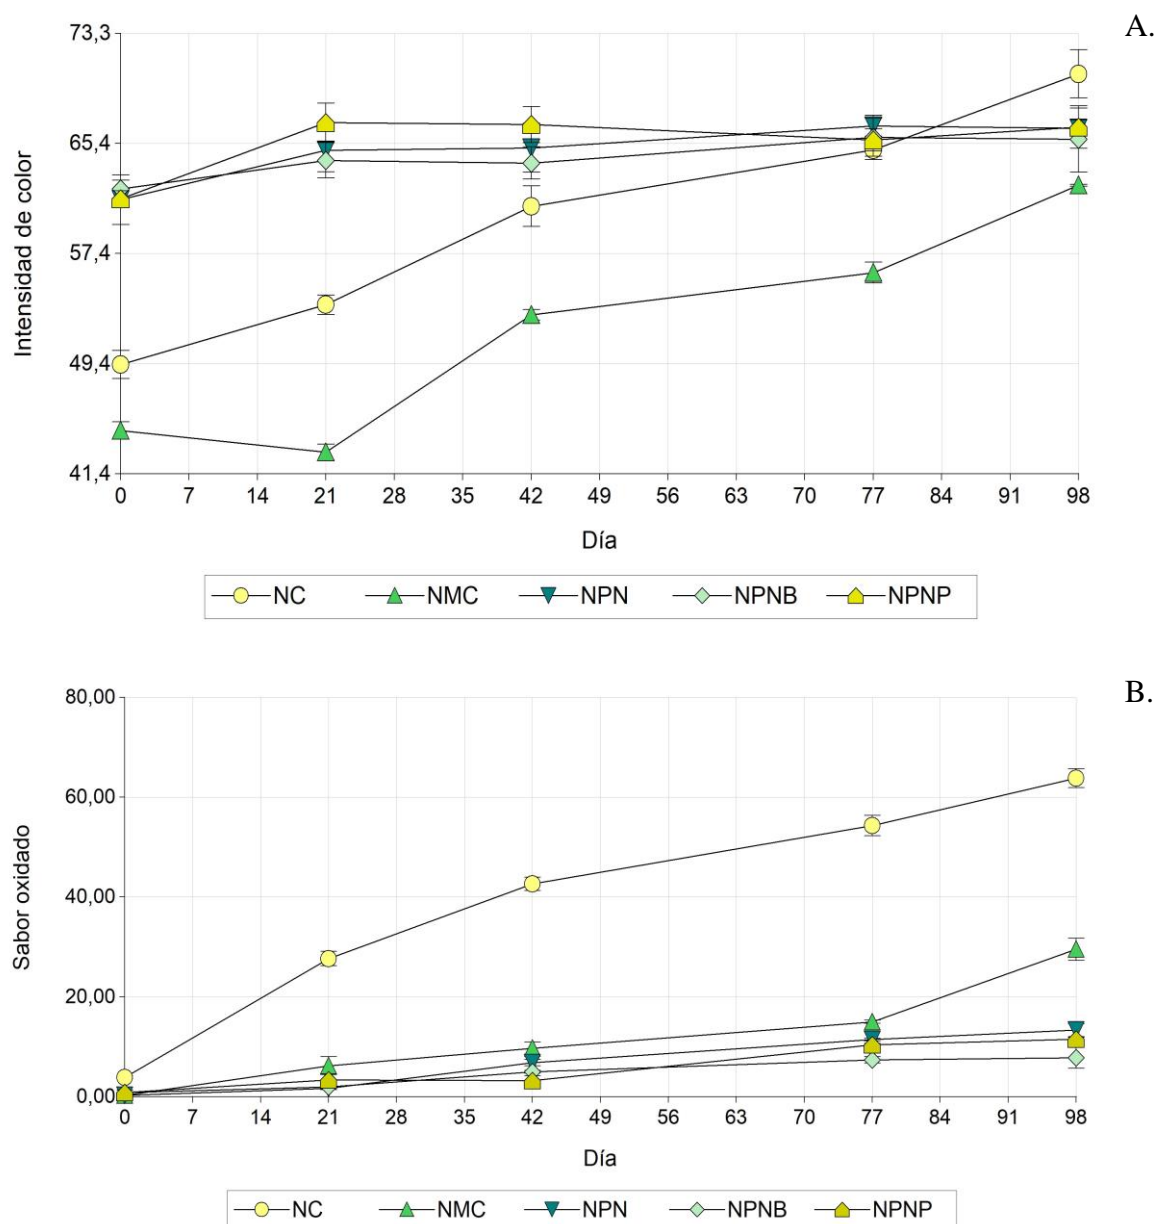 A.
73,3
65,4
57,4
49,4
41,4
Intensidad de color
0 7 14 21 28 35 42 49 56 63 70 77 84 91 98
Día
NC NMC NPN NPNB NPNP
B.
80,00
60,00
40,00
20,00
0,00
Sabor oxidado
0 7 14 21 28 35 42 49 56 63 70 77 84 91 98
Día
NC NMC NPN NPNB NPNP